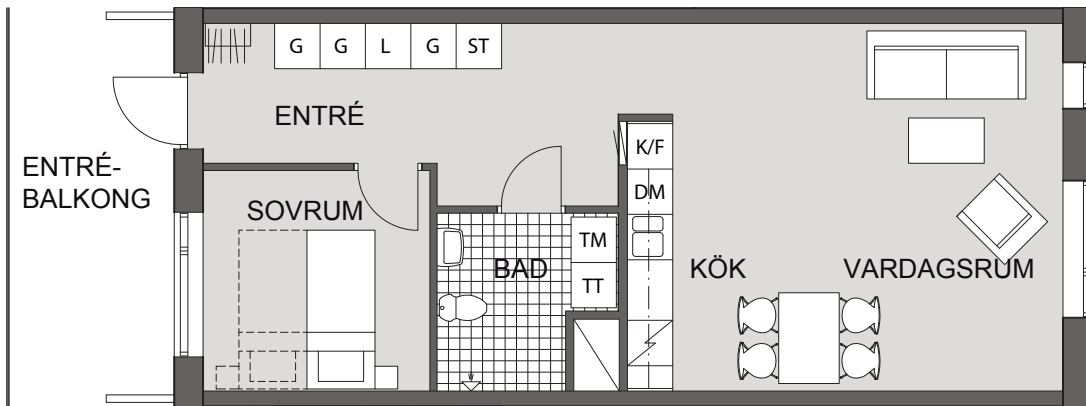 G G L G ST
ENTRÉ
K/F
ENTRÉ-
BALKONG
DM
SOVRUM
TM
BAD
KÖK
VARDAGSRUM
TT